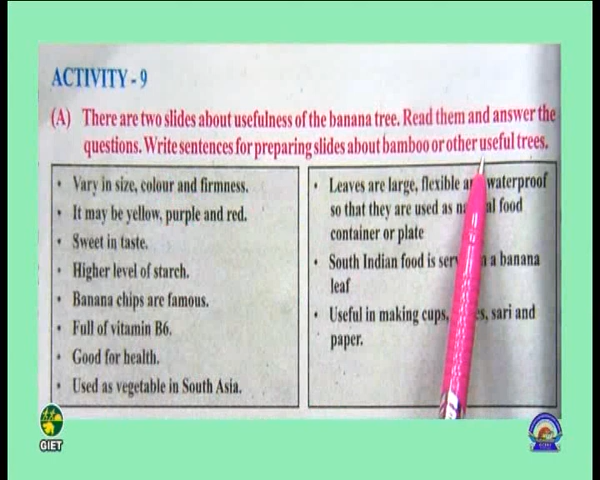 ACTIVITY - 9
(A) There are two slides about usefulness of the banana tree. Read them and answer the
questions. Write sentences for preparing slides about bamboo or other useful trees.
• Vary in size, colour and firmness.
• It may be yellow, purple and red.
• Sweet in taste.
• Higher level of starch.
• Banana chips are famous.
• Full of vitamin B6.
• Good for health.
• Used as vegetable in South Asia.
• Leaves are large, flexible waterproof
so that they are used as food
container or plate
• South Indian food is a banana
leaf
• Useful in making cups, sari and
paper.
GIET